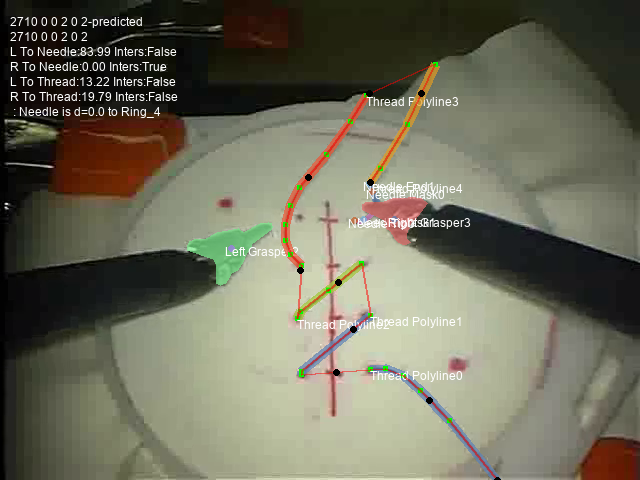 2710 0 0 2 0 2-predicted
2710 0 0 2 0 2
L To Needle:83.99 Inters:False
R To Needle:0.00 Inters:True
L To Thread:13.22 Inters:False
R To Thread:19.79 Inters:False
: Needle is d=0.0 to Ring_4
Thread Polyline3
Needle End1
Thread Polyline4
Needle Mask0
Right Grasper3
Left Grasper2
Thread Polyline2
Thread Polyline1
Thread Polyline0